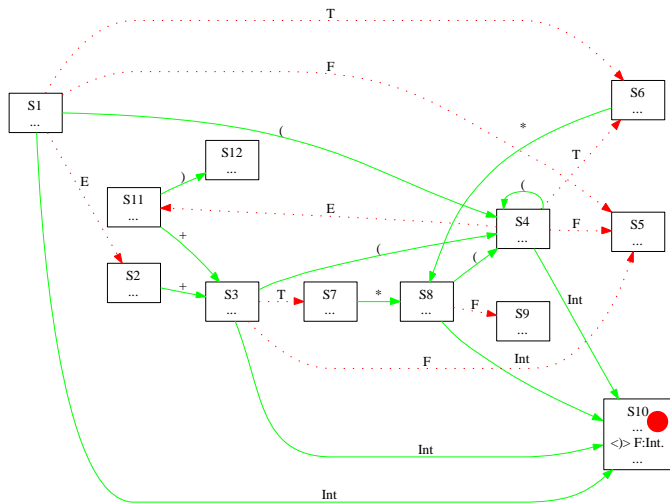 T
F
S1
...
S6
...
*
(
S12
...
T
)
(
E
S11
...
E
S4
...
F
S5
...
+
(
(
S2
...
+
S3
...
T
S7
...
*
S8
...
F
S9
...
Int
Int
F
S10
...
<)> F:Int.
...
Int
Int